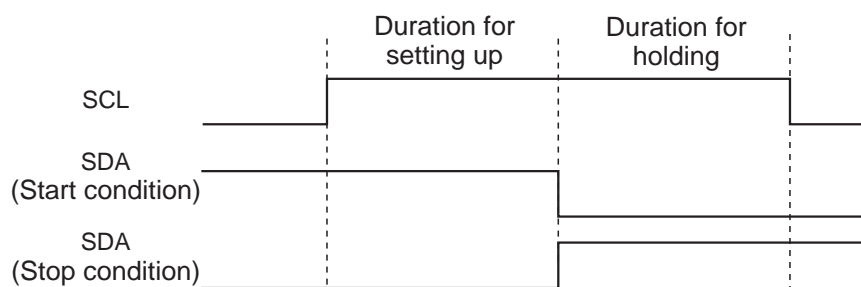 Duration for
setting up
Duration for
holding
SCL
SDA
(Start condition)
SDA
(Stop condition)